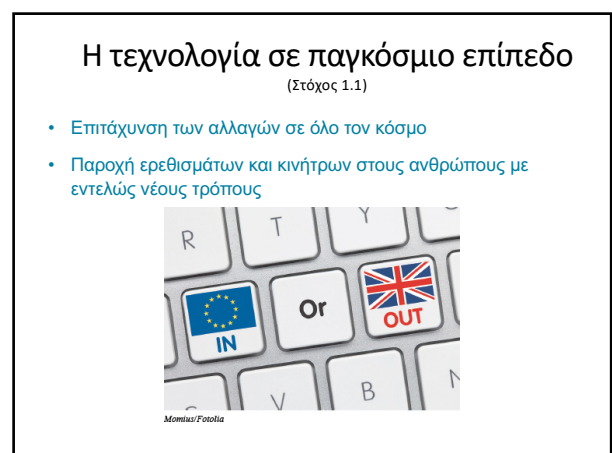 Η τεχνολογία σε παγκόσμιο επίπεδο
(Στόχος 1.1)
• Επιτάχυνση των αλλαγών σε όλο τον κόσμο
• Παροχή ερεθισμάτων και κινήτρων στους ανθρώπους με
εντελώς νέους τρόπους
R T Y
IN Or OUT
V B N
Momius/Fotolia